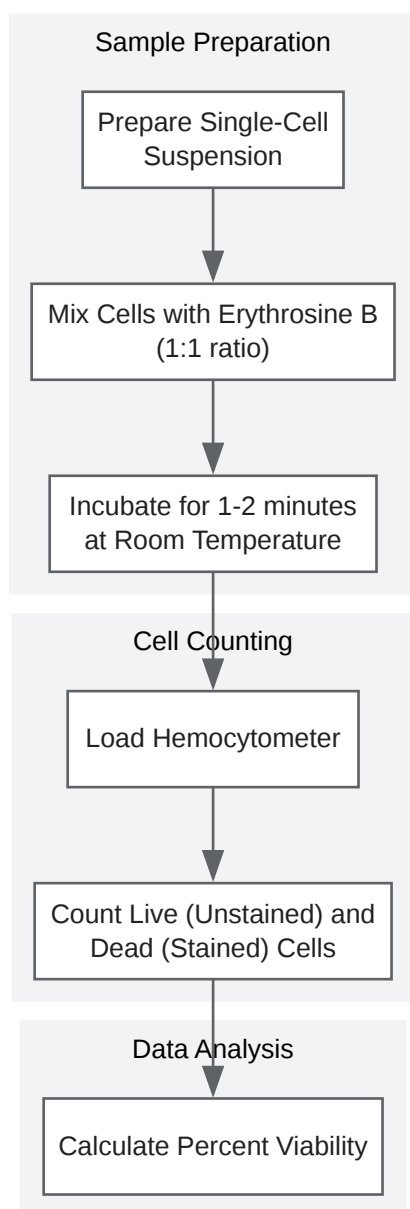 Sample Preparation
Prepare Single-Cell
Suspension
Mix Cells with Erythrosine B
(1:1 ratio)
Incubate for 1-2 minutes
at Room Temperature
Cell Counting
Load Hemocytometer
Count Live (Unstained) and
Dead (Stained) Cells
Data Analysis
Calculate Percent Viability